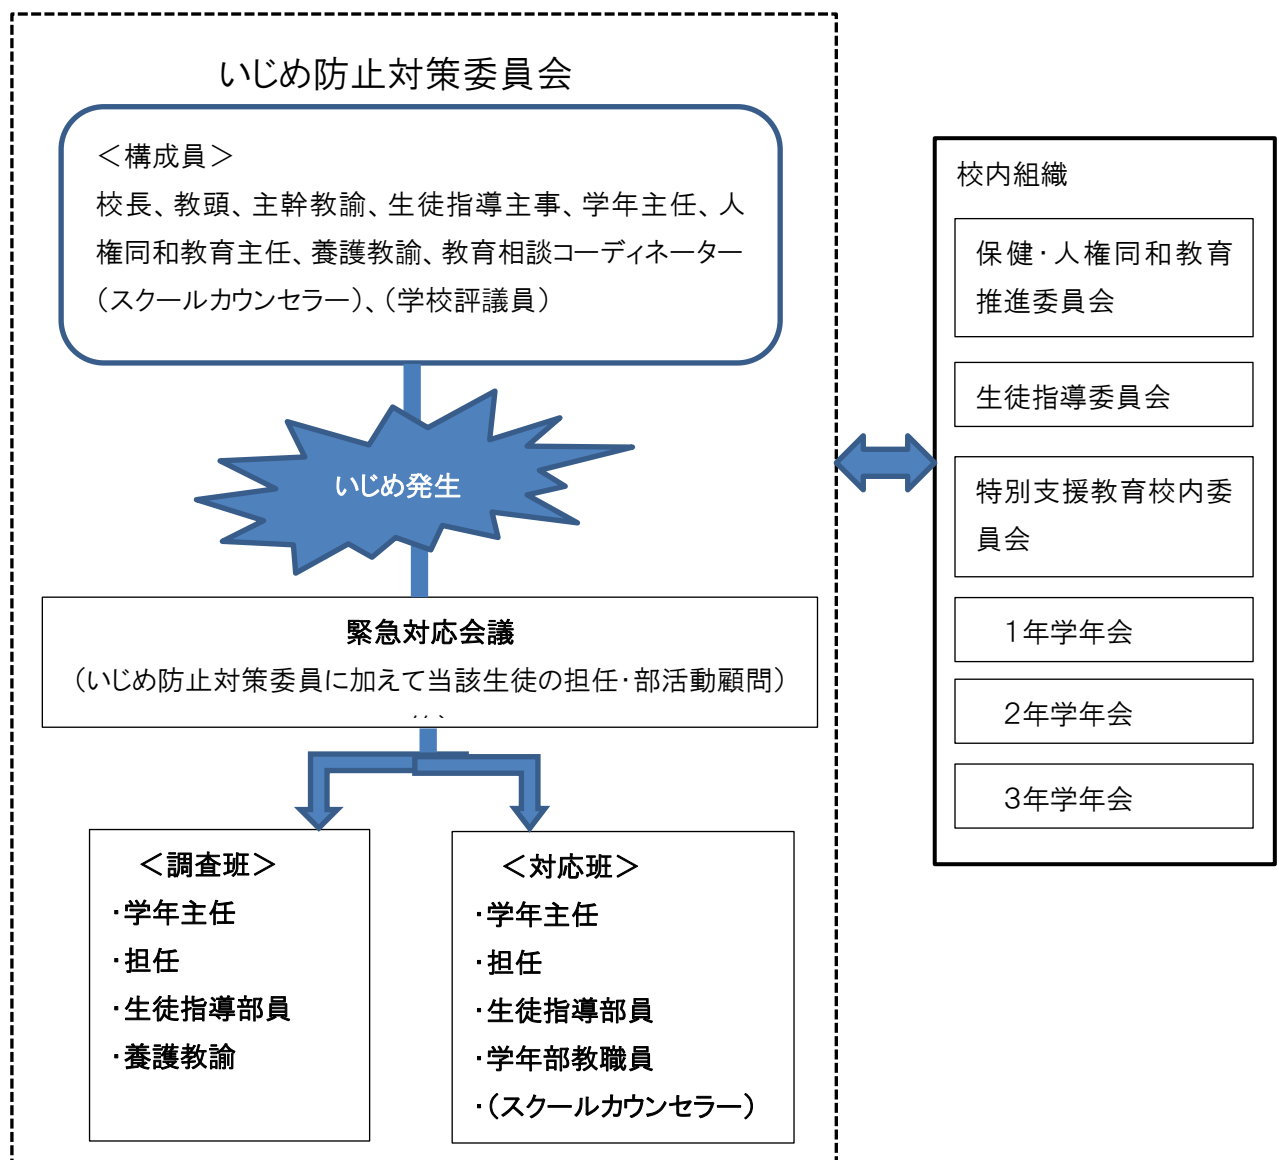 いじめ防止対策委員会
＜構成員＞
校長、教頭、主幹教諭、生徒指導主事、学年主任、人
権同和教育主任、養護教諭、教育相談コーディネーター
（スクールカウンセラー）、（学校評議員）
いじめ発生
緊急対応会議
（いじめ防止対策委員に加えて当該生徒の担任・部活動顧問）
＜調査班＞
・学年主任
・担任
・生徒指導部員
・養護教諭
＜対応班＞
・学年主任
・担任
・生徒指導部員
・学年部教職員
・（スクールカウンセラー）
校内組織
保健・人権同和教育
推進委員会
生徒指導委員会
特別支援教育校内委
員会
1年学年会
2年学年会
3年学年会